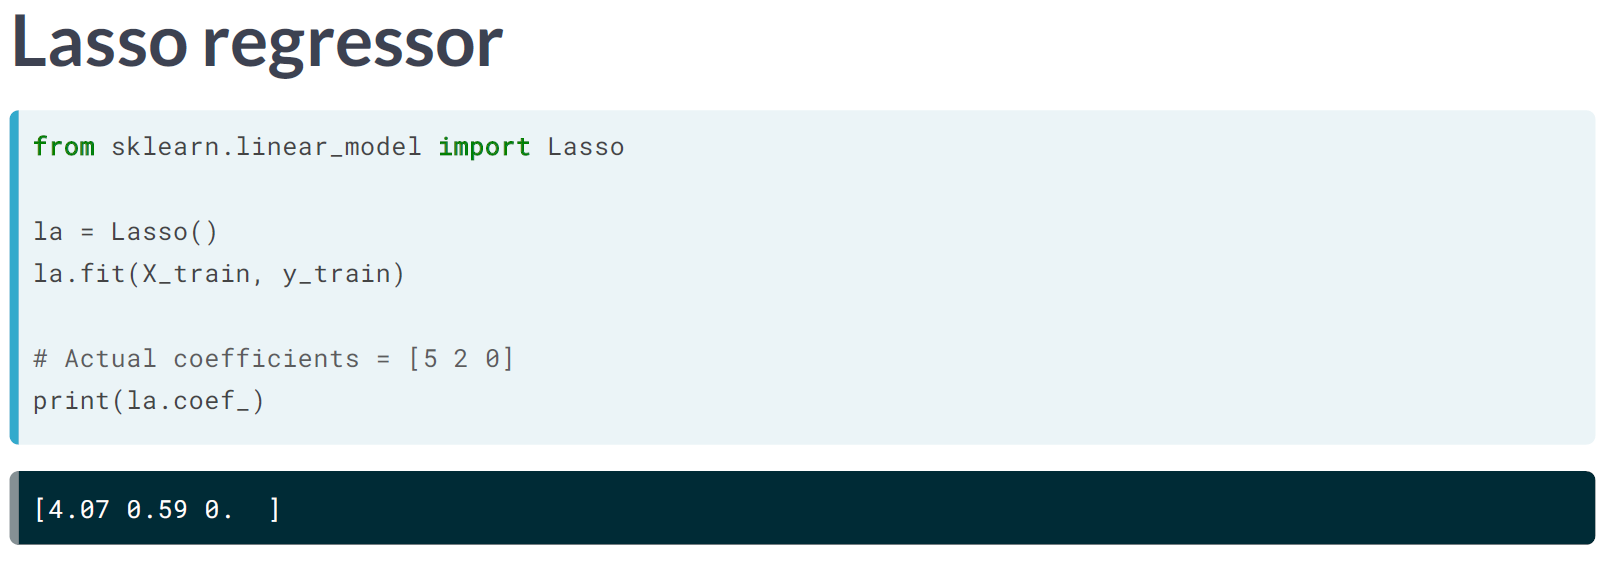 Lasso regressor
from sklearn.linear_model import Lasso
la = Lasso()
la.fit(X_train, y_train)
# Actual coefficients = [5 2 0]
print(la.coef_)
[4.07 0.59 0.  ]